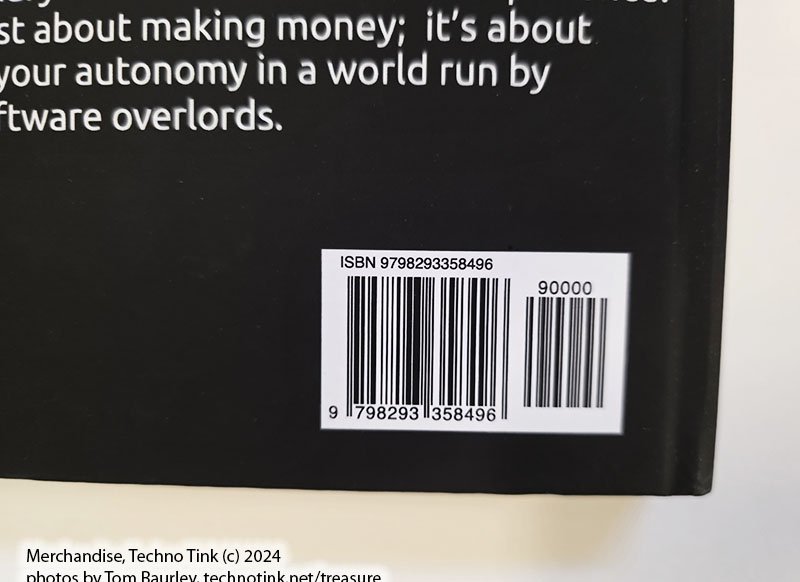 st about making money; it's about
your autonomy in a world run by
ftware overlords.
ISBN 9798293358496
90000
9 798293 358496
Merchandise, Techno Tink (c) 2024
photos by Tom Baurley, technotink.net/treasure